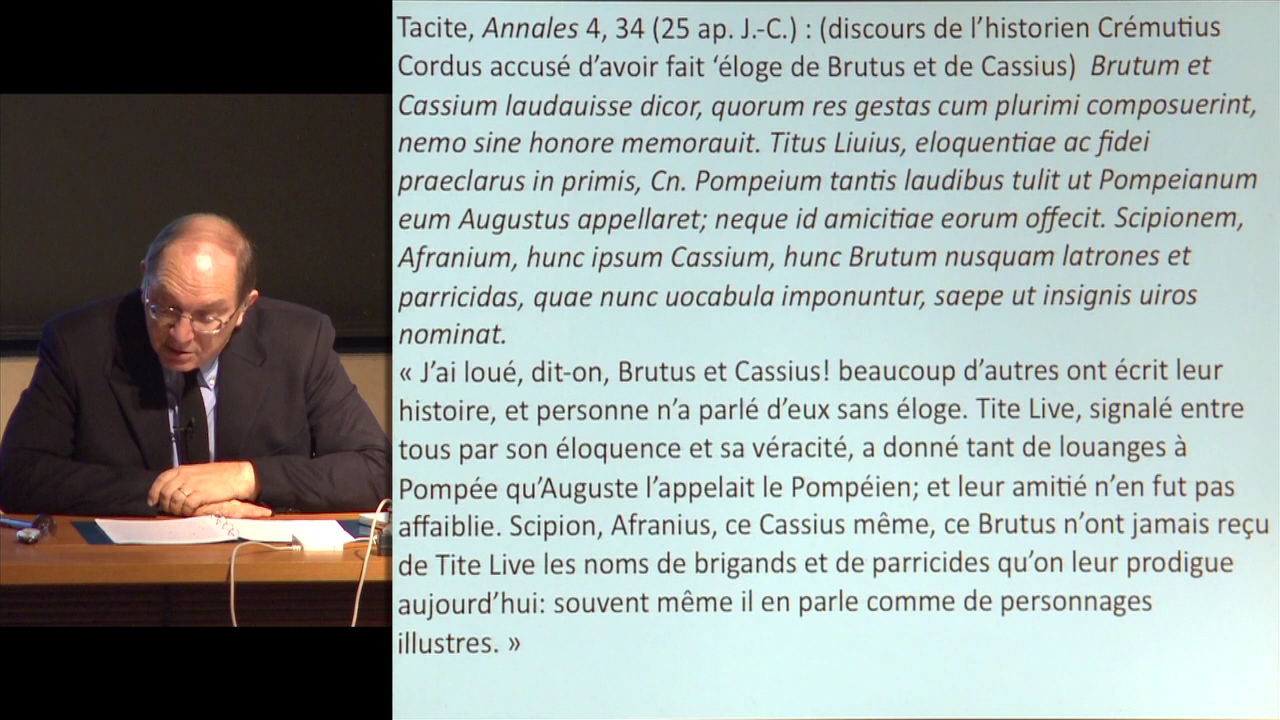 Tacite, Annales 4, 34 (25 ap. J.-C.) : (discours de l’historien Crémutius
Cordus accusé d’avoir fait ‘éloge de Brutus et de Cassius) Brutum et
Cassium laudauisse dicor, quorum res gestas cum plurimi composuerint,
nemo sine honore memorauit. Titus Liuius, eloquentiae ac fidei
praeclarus in primis, Cn. Pompeium tantis laudibus tulit ut Pompeianum
eum Augustus appellaret; neque id amicitiae eorum offecit. Scipionem,
Afranium, hunc ipsum Cassium, hunc Brutum nusquam latrones et
parricidas, quae nunc uocabula imponuntur, saepe ut insignis uiros
nominat.
« J’ai loué, dit-on, Brutus et Cassius! beaucoup d’autres ont écrit leur
histoire, et personne n’a parlé d’eux sans éloge. Tite Live, signalé entre
tous par son éloquence et sa véracité, a donné tant de louanges à
Pompée qu’Auguste l’appelait le Pompéien; et leur amitié n’en fut pas
affaiblie. Scipion, Afranius, ce Cassius même, ce Brutus n’ont jamais reçu
de Tite Live les noms de brigands et de parricides qu’on leur prodigue
aujourd’hui: souvent même il en parle comme de personnages
illustres. »